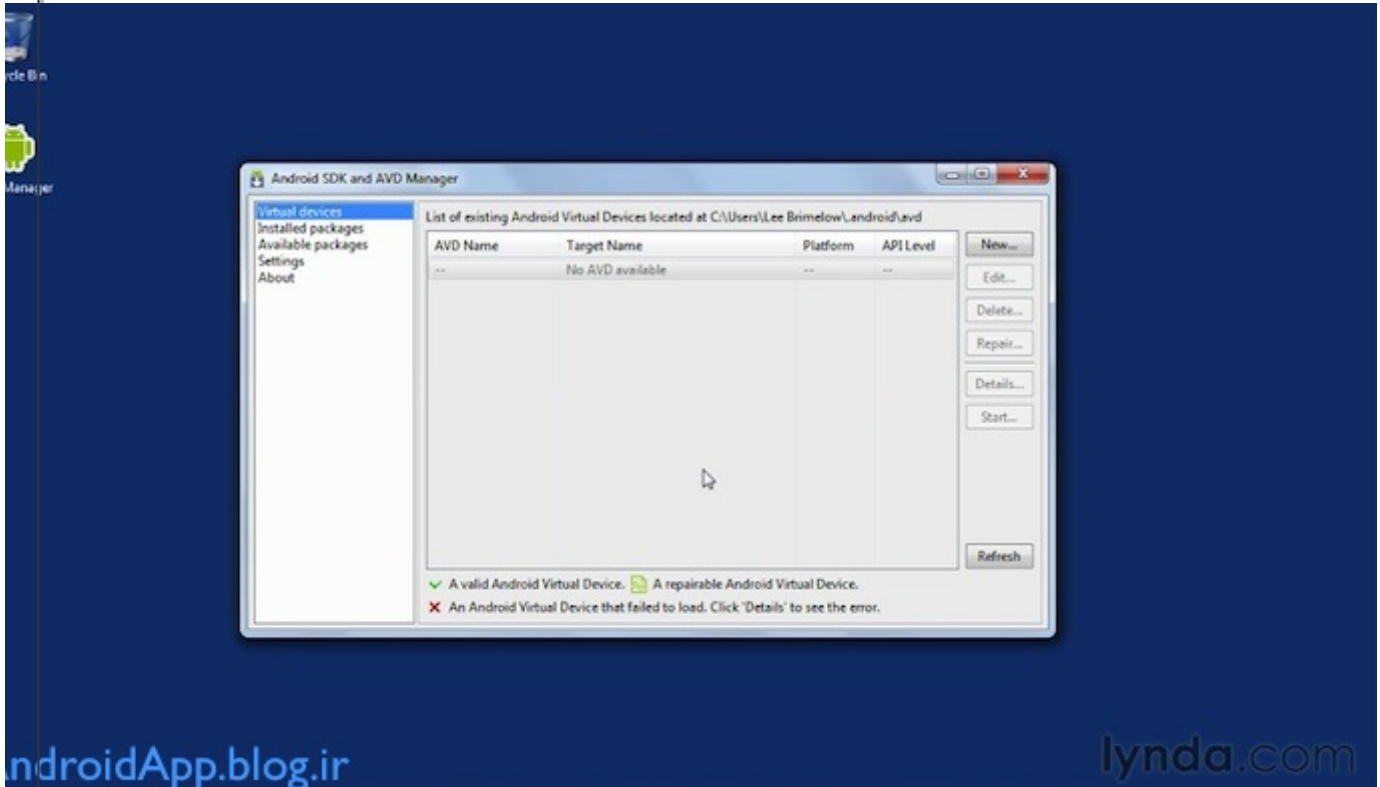 cle Bin
Manager
Android SDK and AVD Manager
Virtual devices
Installed packages
Available packages
Settings
About
List of existing Android Virtual Devices located at C:\Users\Lee Brimelow\.android\avd
AVD Name Target Name Platform API Level
-- No AVD available -- --
New...
Edit...
Delete...
Repair...
Details...
Start...
Refresh
A valid Android Virtual Device. A repairable Android Virtual Device.
An Android Virtual Device that failed to load. Click 'Details' to see the error.
ndroidApp.blog.ir
lynda.com